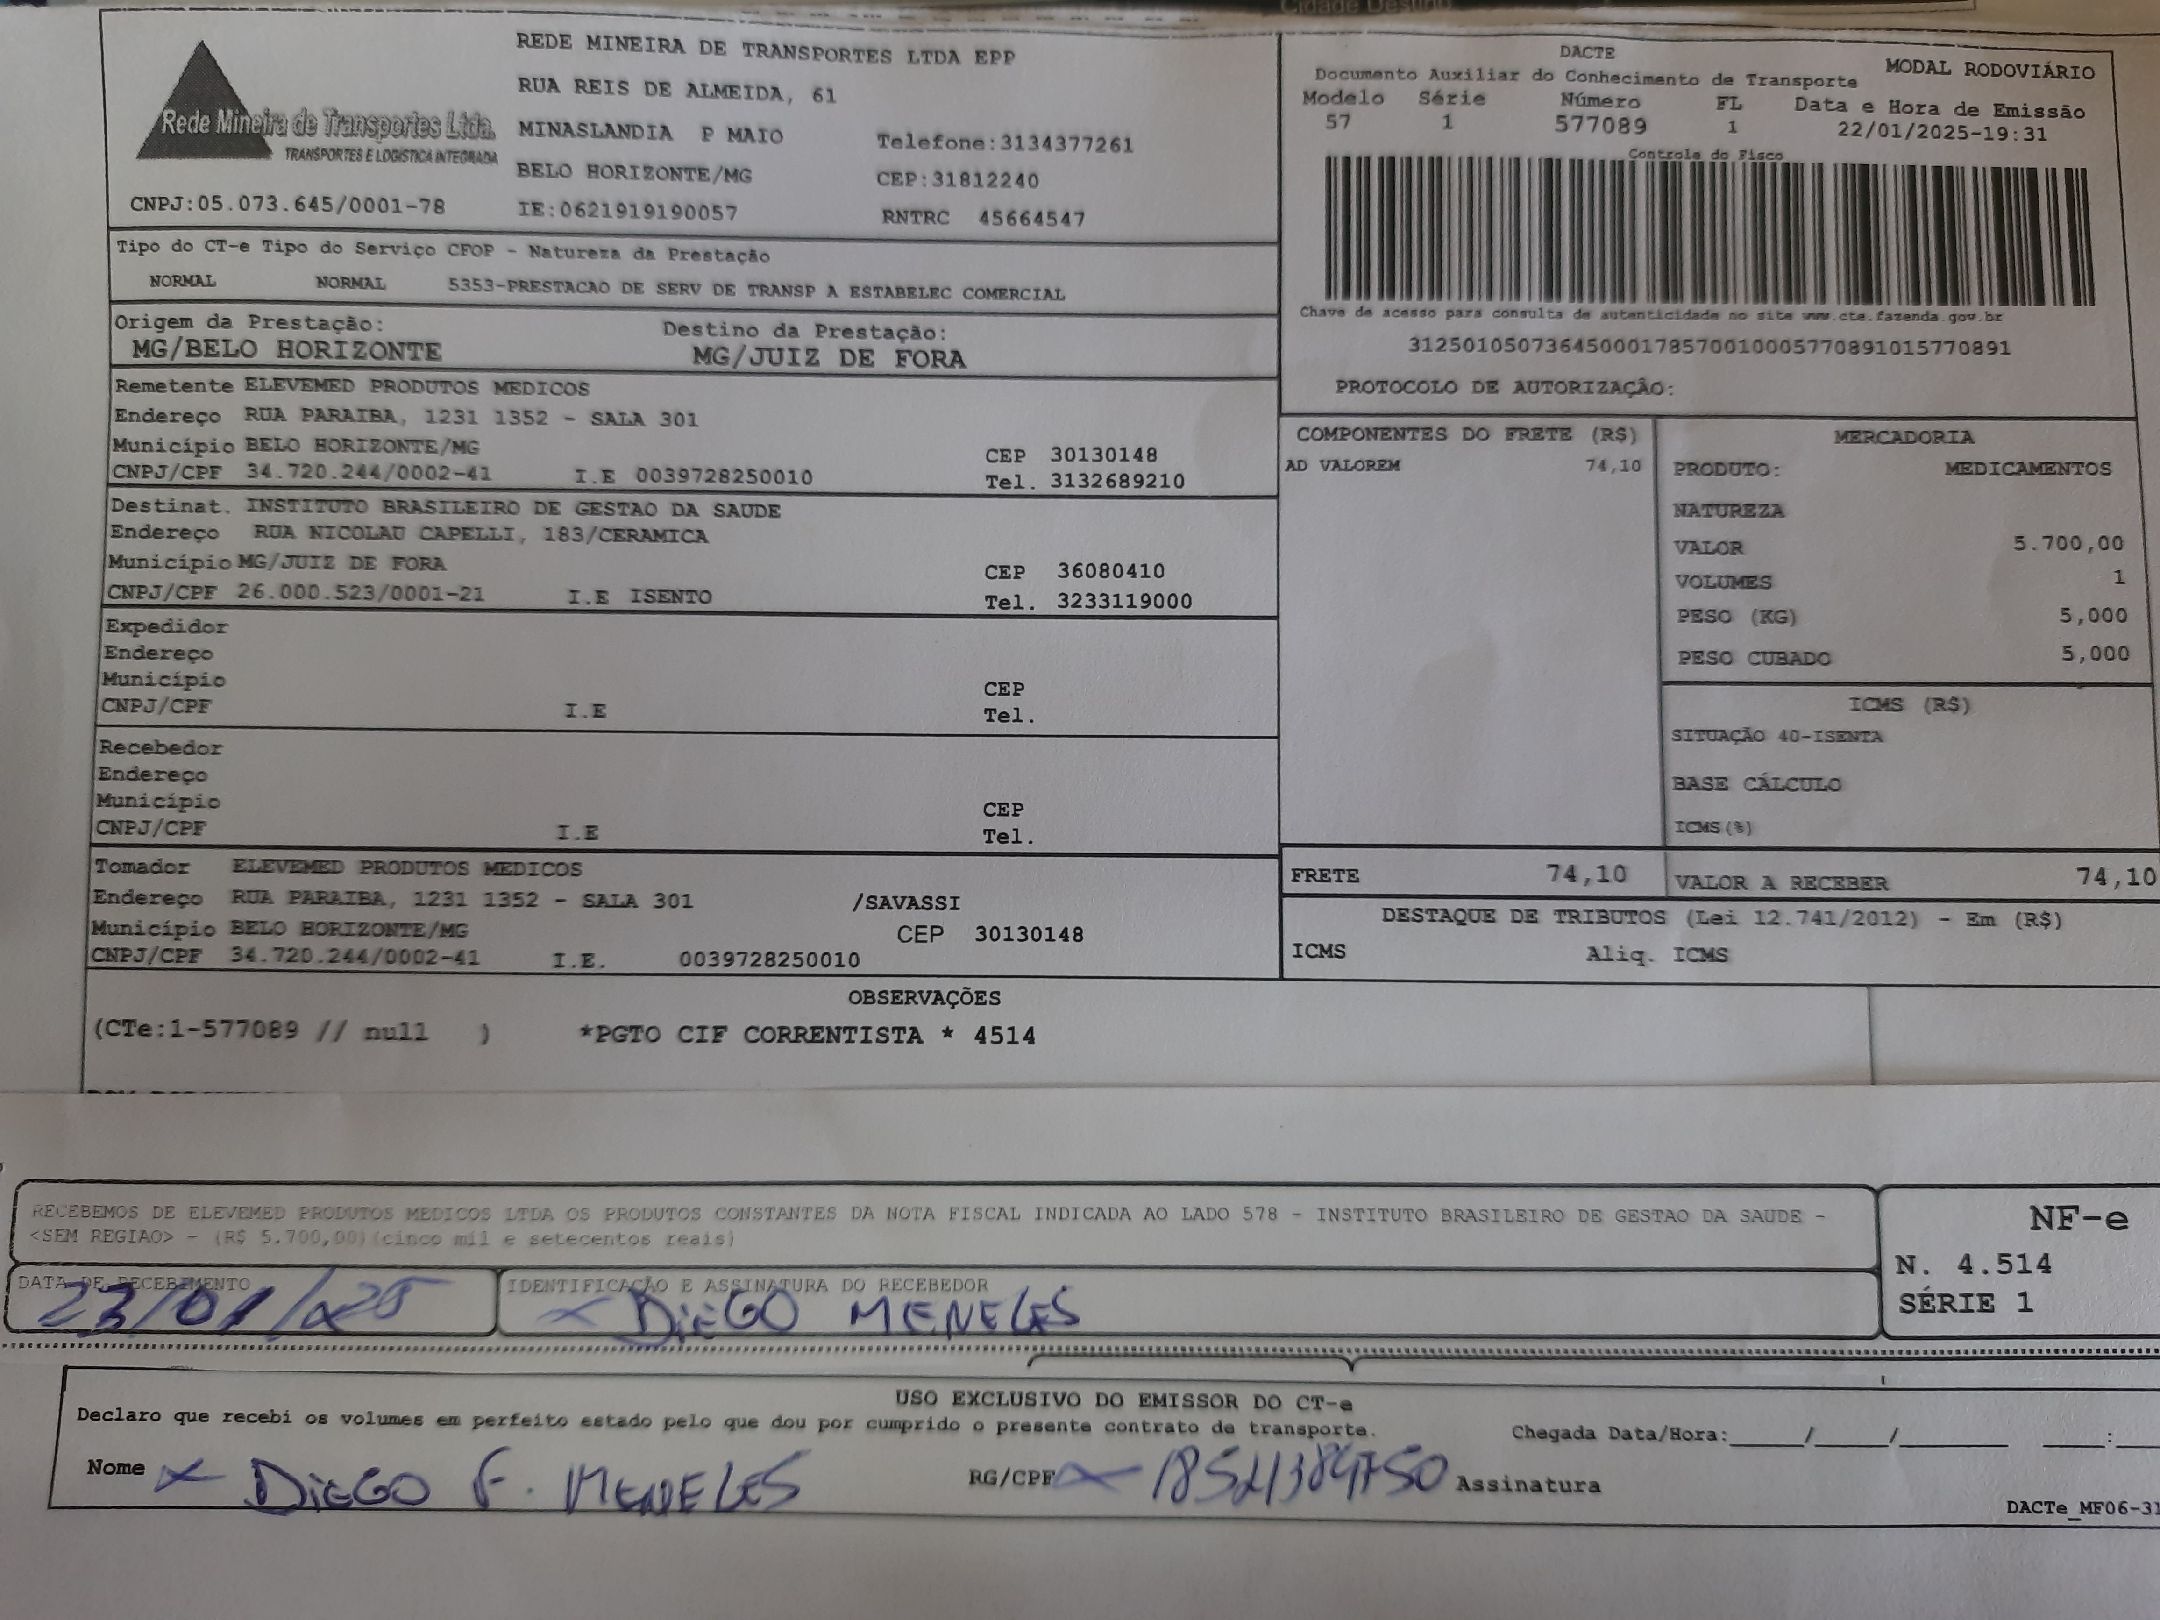 Cidade Destino
Rede Mineira de Transportes Ltda.
TRANSPORTES E LOGÍSTICA INTEGRADA
CNPJ:05.073.645/0001-78
REDE MINEIRA DE TRANSPORTES LTDA EPP
RUA REIS DE ALMEIDA, 61
MINASLANDIA P MAIO Telefone:3134377261
BELO HORIZONTE/MG CEP:31812240
IE:0621919190057 RNTRC 45664547
DACTE
Documento Auxiliar do Conhecimento de Transporte MODAL RODOVIÁRIO
Modelo Série Número FL Data e Hora de Emissão
57 1 577089 1 22/01/2025-19:31
Controle do Fisco
Chave de acesso para consulta de autenticidade no site www.cte.fazenda.gov.br
31250105073645000178570010005770891015770891
PROTOCOLO DE AUTORIZAÇÃO:
Tipo do CT-e Tipo do Serviço CFOP - Natureza da Prestação
NORMAL NORMAL 5353-PRESTACAO DE SERV DE TRANSP A ESTABELEC COMERCIAL
Origem da Prestação: Destino da Prestação:
MG/BELO HORIZONTE MG/JUIZ DE FORA
Remetente ELEVEMED PRODUTOS MEDICOS
Endereço RUA PARAIBA, 1231 1352 - SALA 301
Município BELO HORIZONTE/MG CEP 30130148
CNPJ/CPF 34.720.244/0002-41 I.E 0039728250010 Tel. 3132689210
Destinat. INSTITUTO BRASILEIRO DE GESTAO DA SAUDE
Endereço RUA NICOLAU CAPELLI, 183/CERAMICA
Município MG/JUIZ DE FORA CEP 36080410
CNPJ/CPF 26.000.523/0001-21 I.E ISENTO Tel. 3233119000
Expedidor
Endereço
Município CEP
CNPJ/CPF I.E Tel.
Recebedor
Endereço
Município CEP
CNPJ/CPF I.E Tel.
Tomador ELEVEMED PRODUTOS MEDICOS
Endereço RUA PARAIBA, 1231 1352 - SALA 301 /SAVASSI
Município BELO HORIZONTE/MG CEP 30130148
CNPJ/CPF 34.720.244/0002-41 I.E. 0039728250010
COMPONENTES DO FRETE (R$)
AD VALOREM 74,10
MERCADORIA
PRODUTO: MEDICAMENTOS
NATUREZA
VALOR 5.700,00
VOLUMES 1
PESO (KG) 5,000
PESO CUBADO 5,000
ICMS (R$)
SITUAÇÃO 40-ISENTA
BASE CÁLCULO
ICMS(%)
FRETE 74,10 VALOR A RECEBER 74,10
DESTAQUE DE TRIBUTOS (Lei 12.741/2012) - Em (R$)
ICMS Aliq. ICMS
OBSERVAÇÕES
(CTe:1-577089 // null ) *PGTO CIF CORRENTISTA * 4514
RECEBEMOS DE ELEVEMED PRODUTOS MEDICOS LTDA OS PRODUTOS CONSTANTES DA NOTA FISCAL INDICADA AO LADO 578 - INSTITUTO BRASILEIRO DE GESTAO DA SAUDE -
<SEM REGIAO> - (R$ 5.700,00)(cinco mil e setecentos reais)
DATA DE RECEBIMENTO IDENTIFICAÇÃO E ASSINATURA DO RECEBEDOR
DIEGO MENELES
NF-e
N. 4.514
SÉRIE 1
USO EXCLUSIVO DO EMISSOR DO CT-e
Declaro que recebi os volumes em perfeito estado pelo que dou por cumprido o presente contrato de transporte. Chegada Data/Hora:_____/_____/_______ ____:
Nome DIEGO F. MENELES RG/CPF Assinatura
DACTe_MF06-31